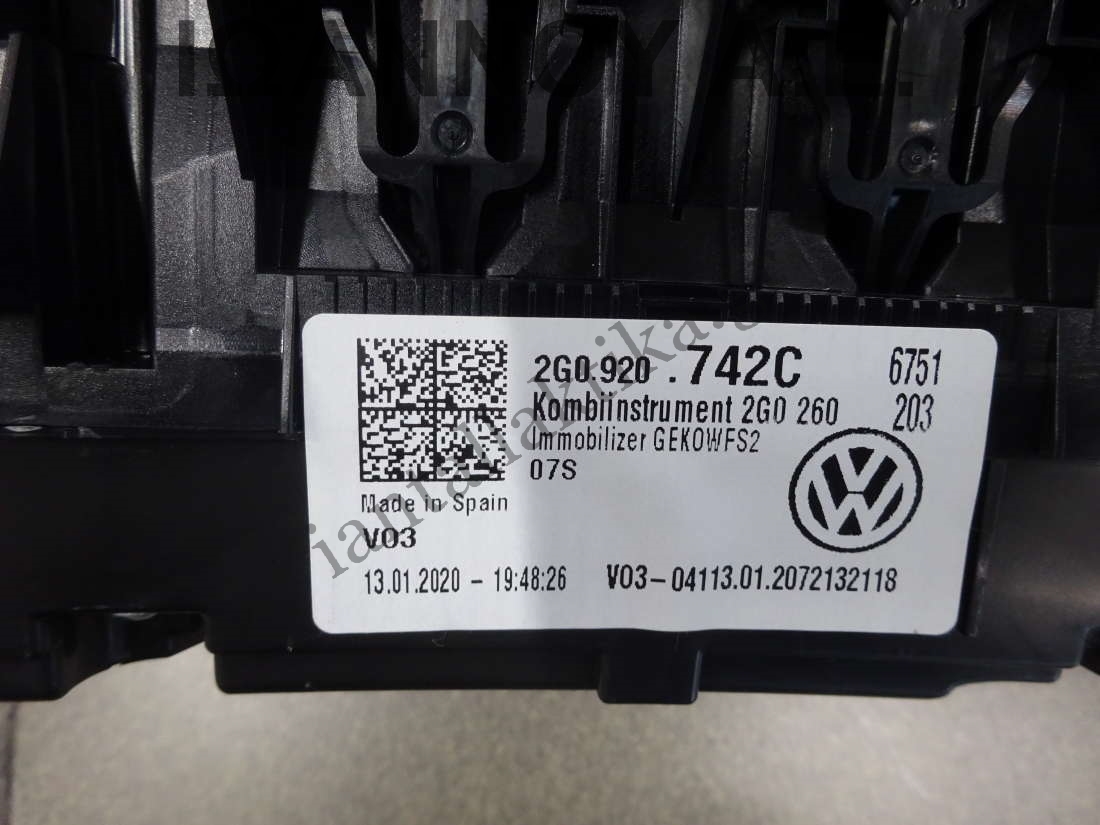 2G0.920 .742C 6751
Kombiinstrument 2G0 260 203
Immobilizer GEKOWFS2
07S
Made in Spain
V03
13.01.2020 - 19:48:26 V03-04113.01.2072132118